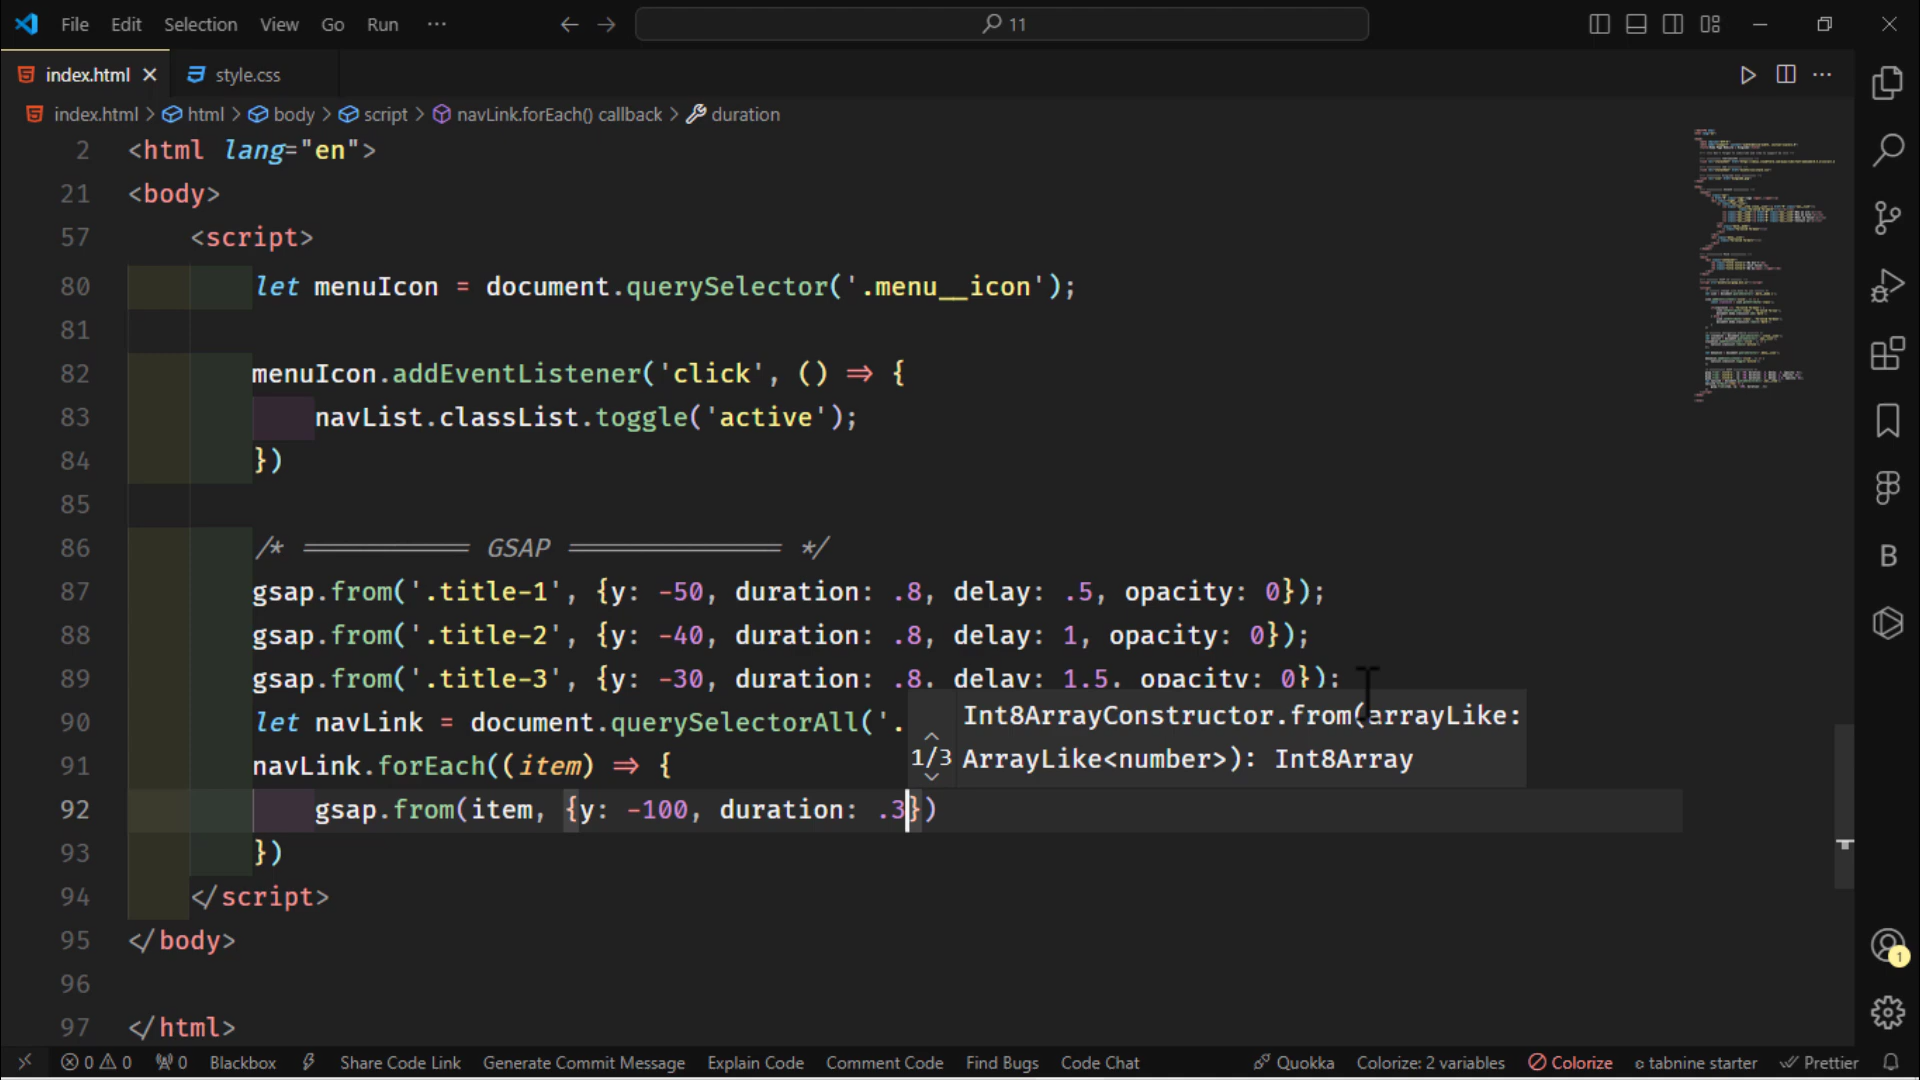 File Edit Selection View Go Run ··· 11
index.html style.css
index.html > html > body > script > navLink.forEach() callback > duration
2 <html lang="en">
21 <body>
57 <script>
80 let menuIcon = document.querySelector('.menu__icon');
81
82 menuIcon.addEventListener('click', () => {
83 navList.classList.toggle('active');
84 })
85
86 /* =========== GSAP ============== */
87 gsap.from('.title-1', {y: -50, duration: .8, delay: .5, opacity: 0});
88 gsap.from('.title-2', {y: -40, duration: .8, delay: 1, opacity: 0});
89 gsap.from('.title-3', {y: -30, duration: .8, delay: 1.5, opacity: 0});
90 let navLink = document.querySelectorAll('.
Int8ArrayConstructor.from(arrayLike:
1/3 ArrayLike<number>): Int8Array
91 navLink.forEach((item) => {
92 gsap.from(item, {y: -100, duration: .3})
93 })
94 </script>
95 </body>
96
97 </html>
B
1
0 0 0 Blackbox Share Code Link Generate Commit Message Explain Code Comment Code Find Bugs Code Chat Quokka Colorize: 2 variables Colorize tabnine starter Prettier